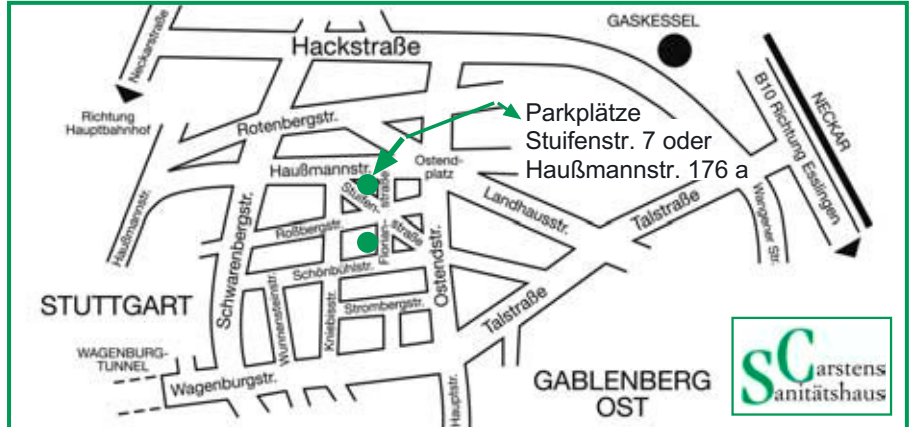 GASKESSEL
Hackstraße
Neckarstraße
NECKAR
B10 Richtung Esslingen
Richtung
Hauptbahnhof
Rotenbergstr.
Parkplätze
Stuifenstr. 7 oder
Haußmannstr. 176 a
Haußmannstr.
Ostend-
platz
Haußmannstr.
Stuifen-
straße
Florian-
straße
Landhausstr.
Talstraße
Wangener Str.
Schwarenbergstr.
Roßbergstr.
Schönbühlstr.
Ostendstr.
STUTTGART
Wunnensteinstr.
Kniebisstr.
Strombergstr.
Talstraße
WAGENBURG-
TUNNEL
Wagenburgstr.
Hauptstr.
GABLENBERG
OST
Carstens
Sanitätshaus